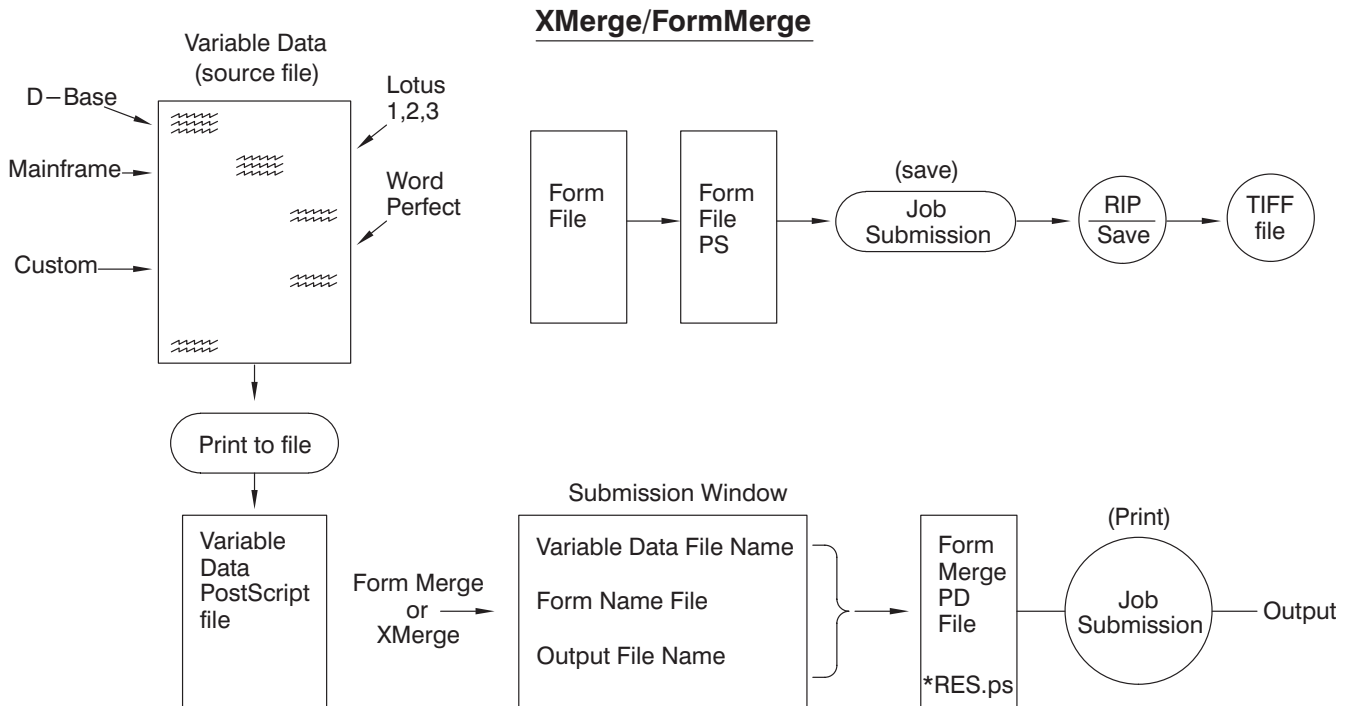 XMerge/FormMerge
Variable Data
(source file)
D–Base
Mainframe
Custom
Lotus
1,2,3
Word
Perfect
Form
File
Form
File
PS
(save)
Job
Submission
RIP
Save
TIFF
file
Print to file
Variable
Data
PostScript
file
Form Merge
or
XMerge
Submission Window
Variable Data File Name
Form Name File
Output File Name
Form
Merge
PD
File
*RES.ps
(Print)
Job
Submission
Output